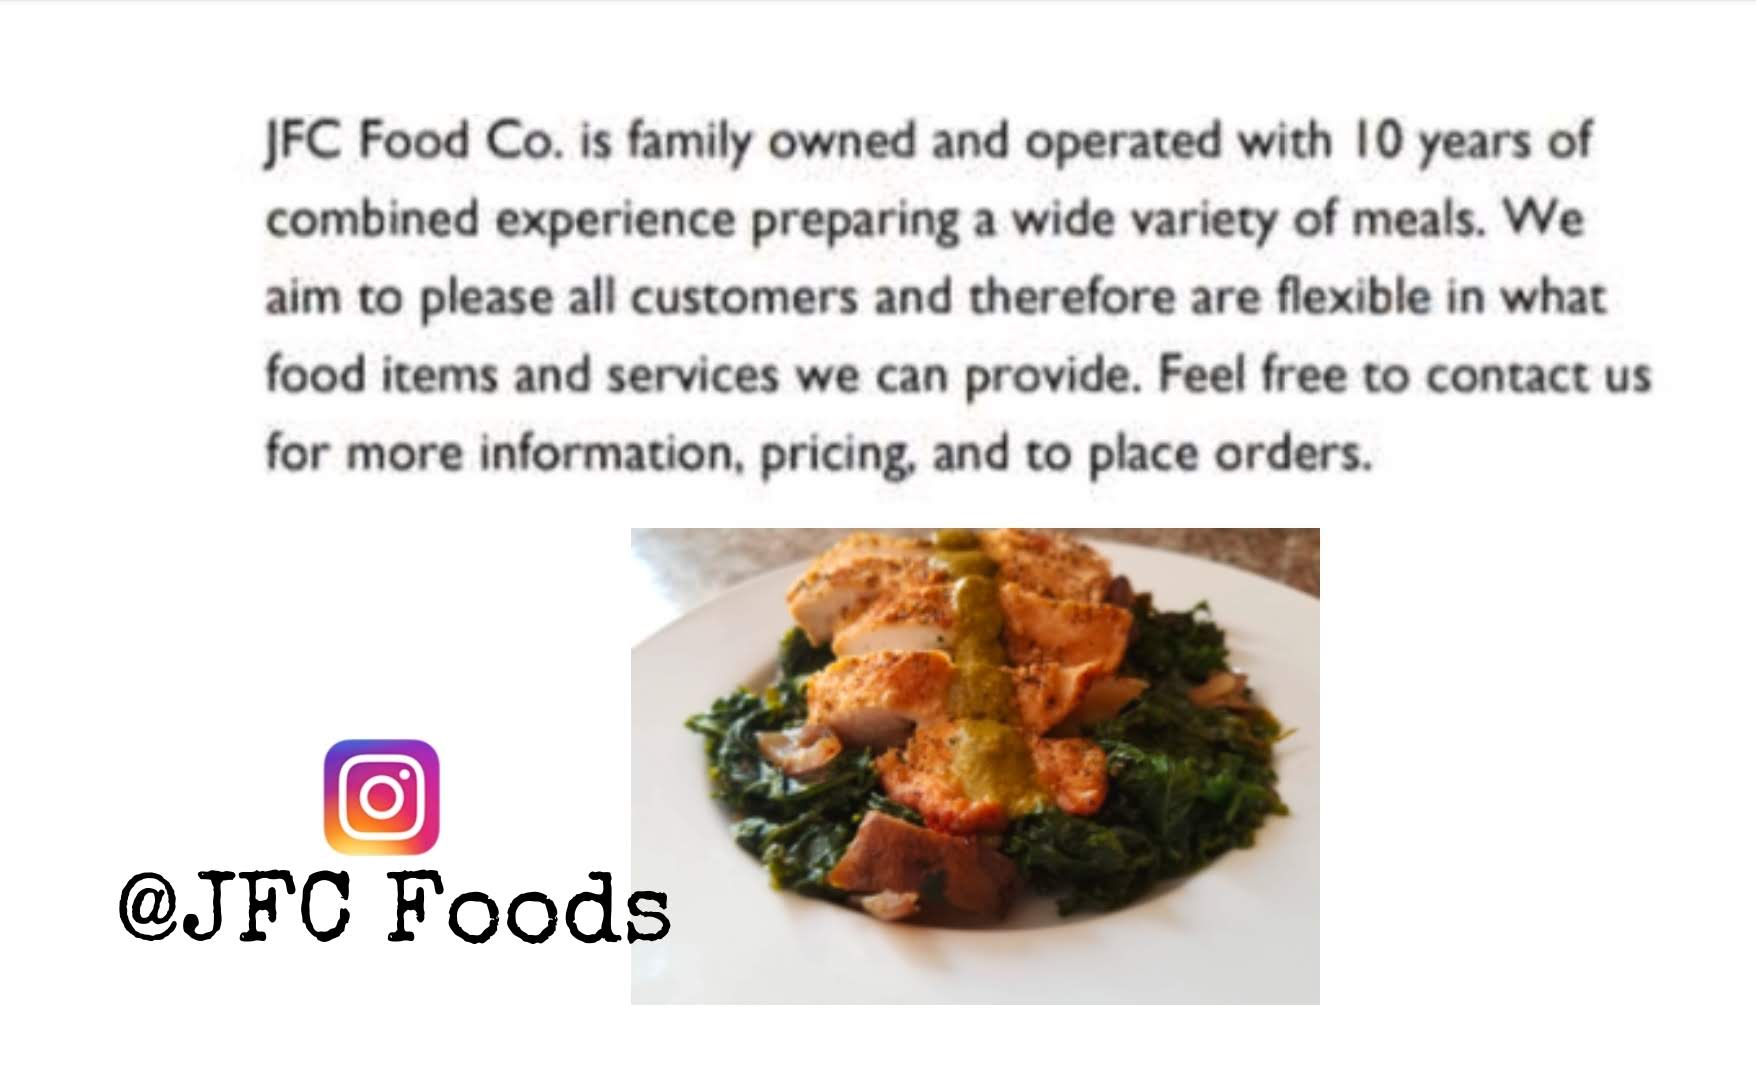 JFC Food Co. is family owned and operated with 10 years of
combined experience preparing a wide variety of meals. We
aim to please all customers and therefore are flexible in what
food items and services we can provide. Feel free to contact us
for more information, pricing, and to place orders.
@JFC Foods